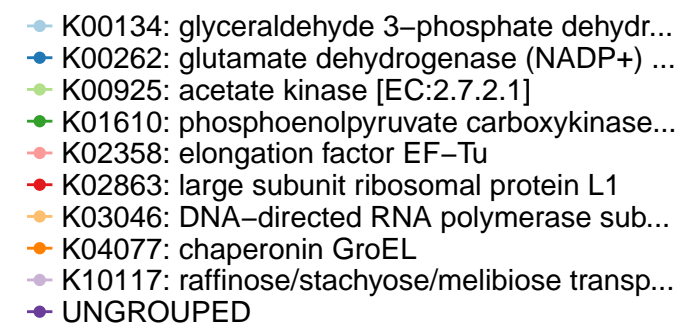 K00134: glyceraldehyde 3−phosphate dehydr...
K00262: glutamate dehydrogenase (NADP+) ...
K00925: acetate kinase [EC:2.7.2.1]
K01610: phosphoenolpyruvate carboxykinase...
K02358: elongation factor EF−Tu
K02863: large subunit ribosomal protein L1
K03046: DNA−directed RNA polymerase sub...
K04077: chaperonin GroEL
K10117: raffinose/stachyose/melibiose transp...
UNGROUPED